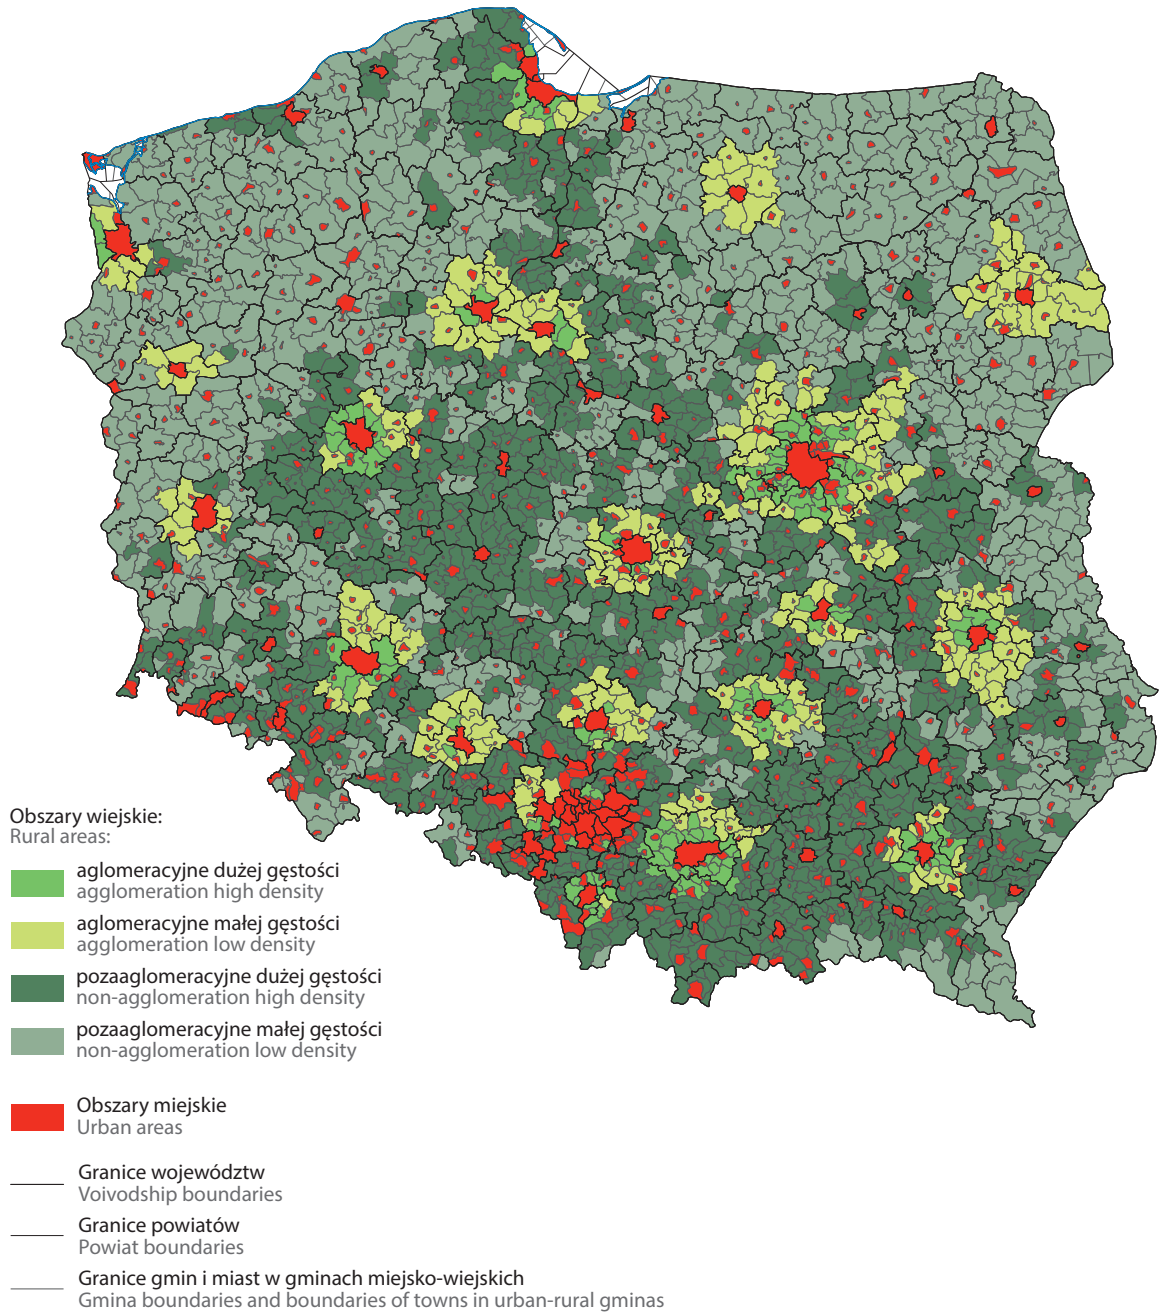 Obszary wiejskie:
Rural areas:
aglomeracyjne dużej gęstości
agglomeration high density
aglomeracyjne małej gęstości
agglomeration low density
pozaaglomeracyjne dużej gęstości
non-agglomeration high density
pozaaglomeracyjne małej gęstości
non-agglomeration low density
Obszary miejskie
Urban areas
Granice województw
Voivodship boundaries
Granice powiatów
Powiat boundaries
Granice gmin i miast w gminach miejsko-wiejskich
Gmina boundaries and boundaries of towns in urban-rural gminas